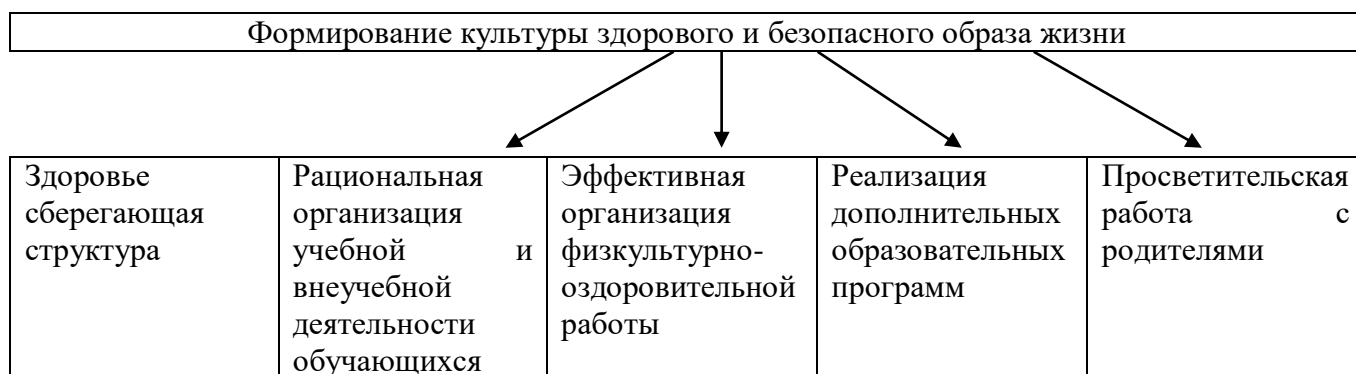 Формирование культуры здорового и безопасного образа жизни
Здоровье
сберегающая
структура
Рациональная
организация
учебной и
внеучебной
деятельности
обучающихся
Эффективная
организация
физкультурно-
оздоровительной
работы
Реализация
дополнительных
образовательных
программ
Просветительская
работа с
родителями